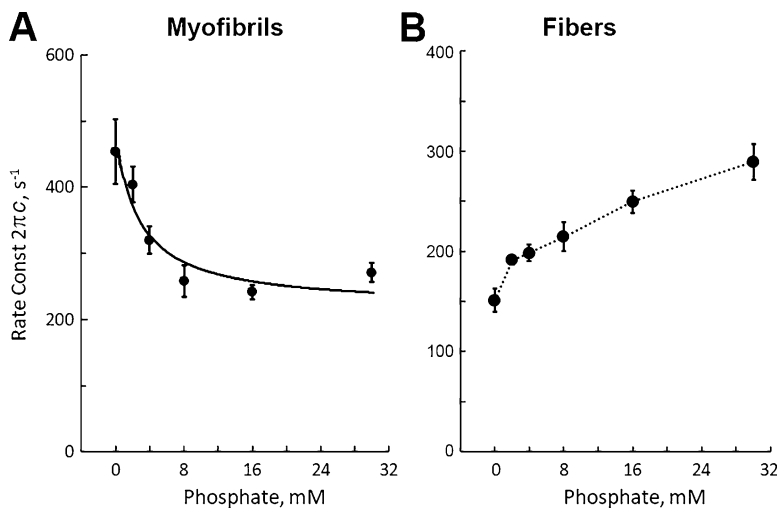 A
Myofibrils
600
400
200
0
Rate Const 2πc, s⁻¹
0 8 16 24 32
Phosphate, mM
B
Fibers
400
300
200
100
0
0 8 16 24 32
Phosphate, mM